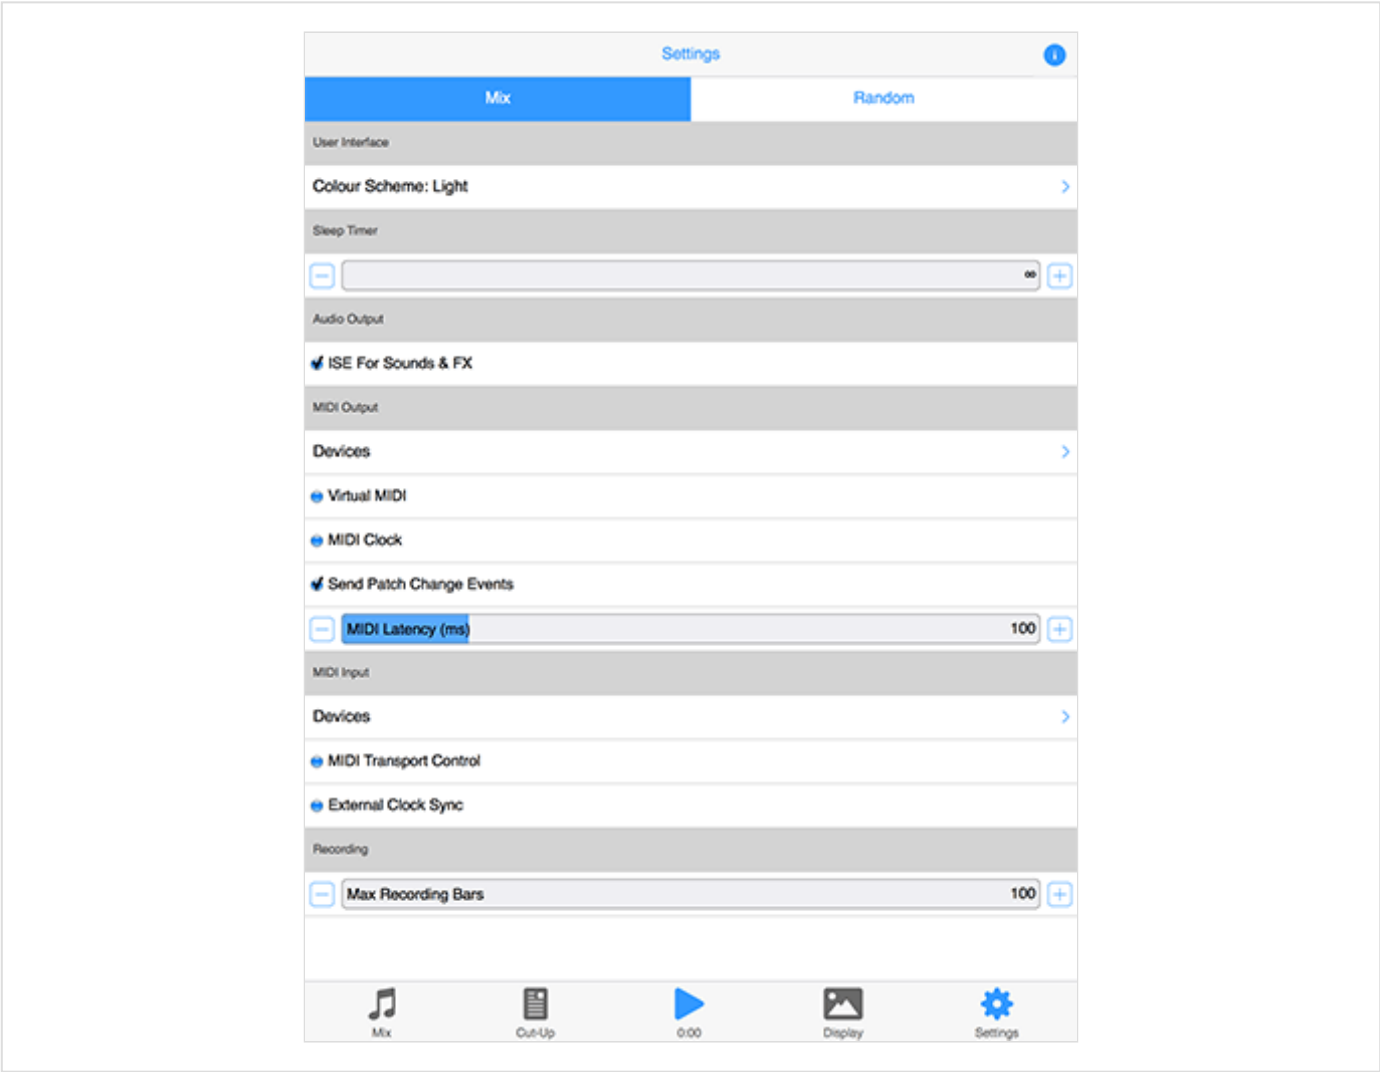 Settings
Mix Random
User Interface
Colour Scheme: Light
Sleep Timer
∞
Audio Output
ISE For Sounds & FX
MIDI Output
Devices
Virtual MIDI
MIDI Clock
Send Patch Change Events
MIDI Latency (ms) 100
MIDI Input
Devices
MIDI Transport Control
External Clock Sync
Recording
Max Recording Bars 100
Mix Cut-Up 0:00 Display Settings